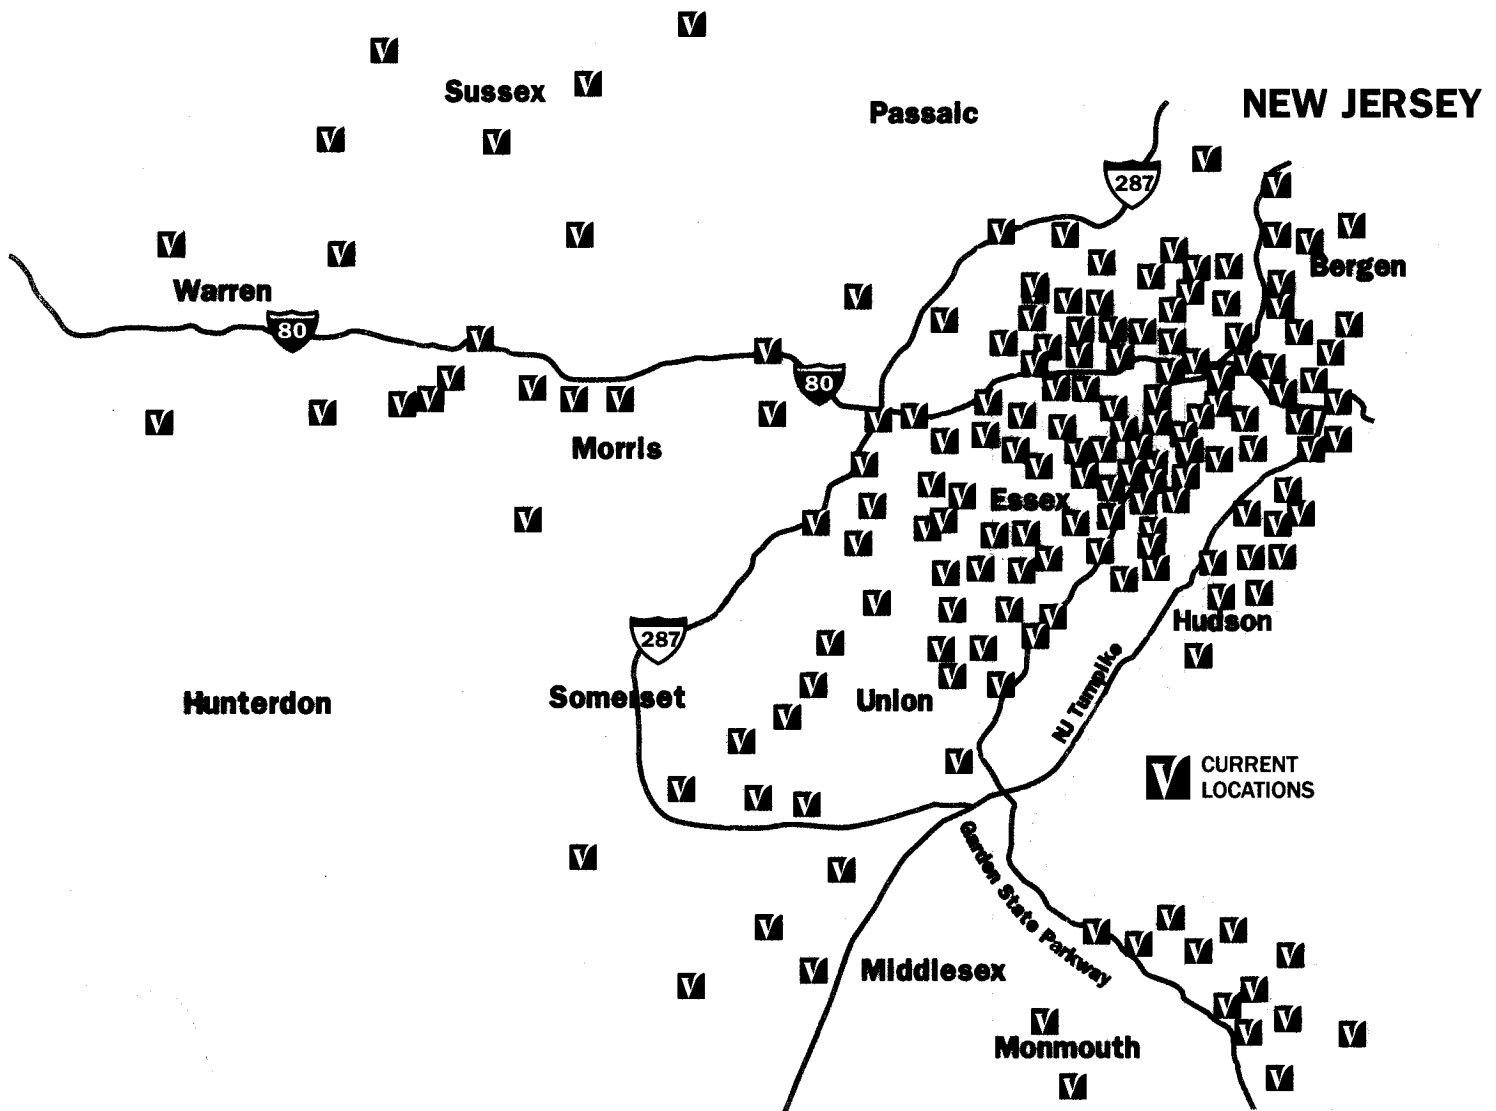 Sussex
Passaic
NEW JERSEY
287
Bergen
Warren
80
80
Morris
Essex
287
Hudson
Hunterdon
Somerset
Union
NJ Turnpike
V CURRENT
LOCATIONS
Garden State Parkway
Middlesex
Monmouth